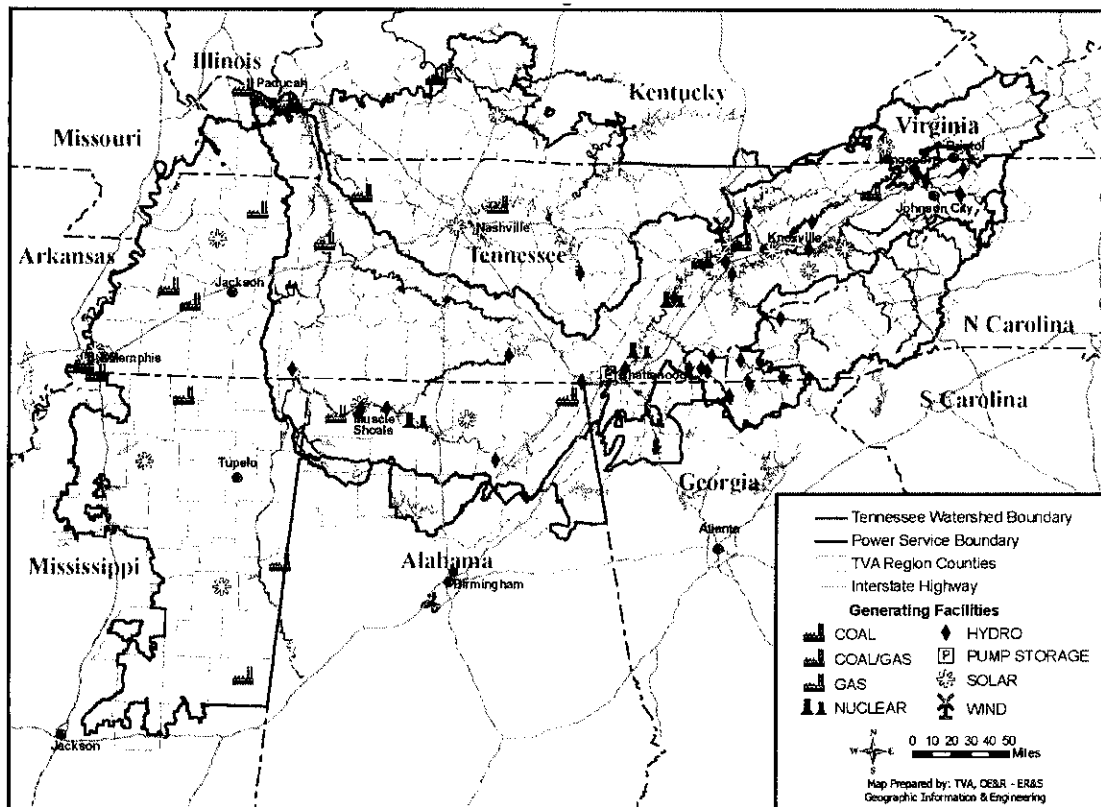 Illinois
Paducah
Kentucky
Missouri
Virginia
Bristol
Johnson City
Nashville
Knoxville
Tennessee
Arkansas
Jackson
N Carolina
Memphis
S Carolina
Muscle
Shoals
Tupelo
Georgia
Atlanta
Mississippi
Alabama
Birmingham
Jackson
Tennessee Watershed Boundary
Power Service Boundary
TVA Region Counties
Interstate Highway
Generating Facilities
COAL
HYDRO
COAL/GAS
P PUMP STORAGE
GAS
SOLAR
NUCLEAR
WIND
N
W E
S
0 10 20 30 40 50
Miles
Map Prepared by: TVA, OE&R - ER&S
Geographic Information & Engineering